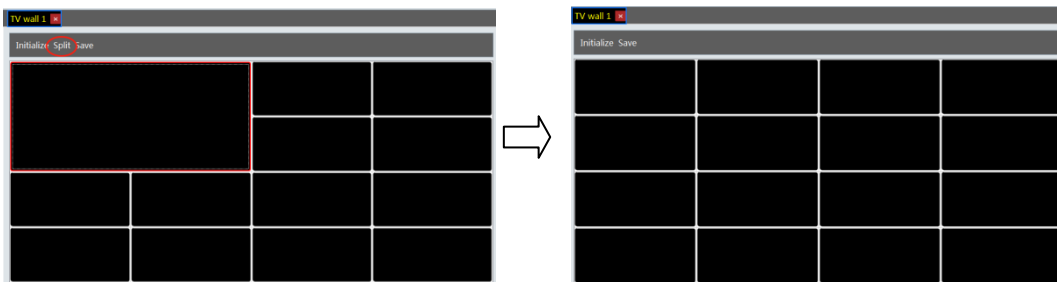 TV wall 1
Initialize Split Save
TV wall 1
Initialize Save